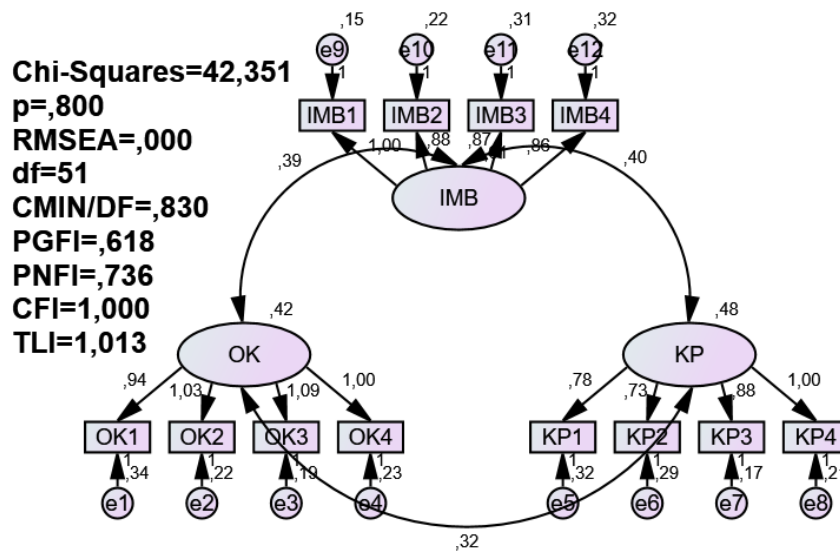 ,15 ,22 ,31 ,32
e9 e10 e11 e12
1 1 1 1
Chi-Squares=42,351
p=,800
RMSEA=,000
df=51
CMIN/DF=,830
PGFI=,618
PNFI=,736
CFI=1,000
TLI=1,013
IMB1 IMB2 IMB3 IMB4
1,00 ,88 ,87 ,86
,39 ,40
IMB
,42 ,48
OK KP
,94 1,03 1,09 1,00 ,78 ,73 ,88 1,00
OK1 OK2 OK3 OK4 KP1 KP2 KP3 KP4
1 1 1 1 1 1 1 1
,34 ,22 ,19 ,23 ,32 ,29 ,17
e1 e2 e3 e4 e5 e6 e7 e8
,32